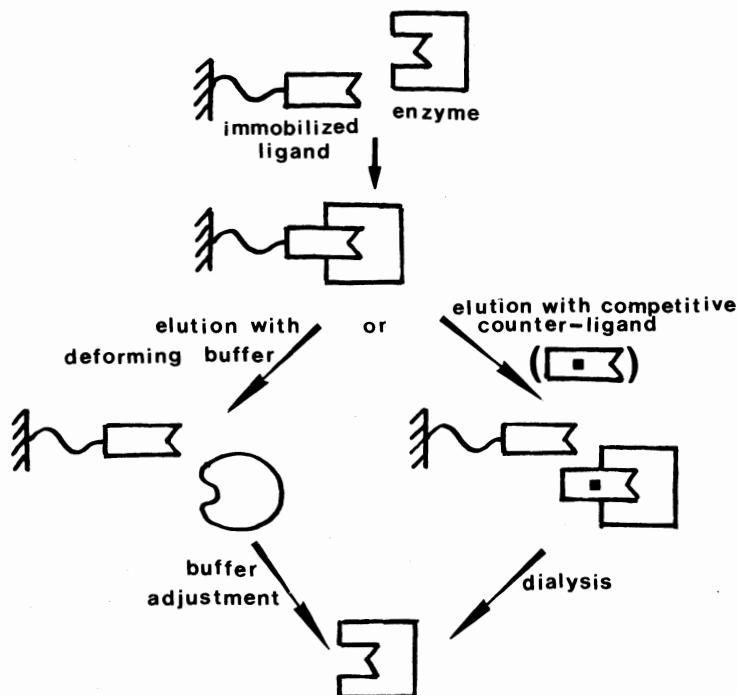 enzyme
immobilized
ligand
elution with
deforming buffer
or
elution with competitive
counter-ligand
buffer
adjustment
dialysis